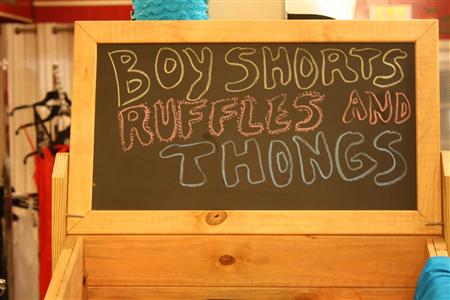 BOY SHORTS
RUFFLES AND
THONGS